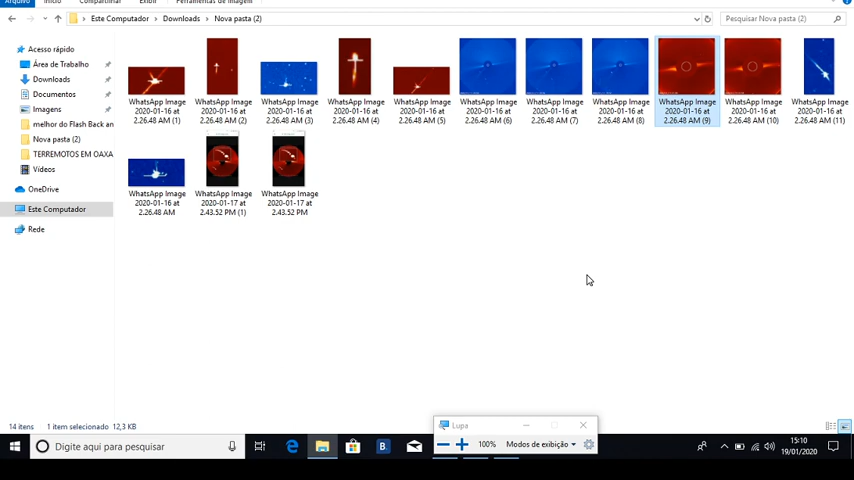 Arquivo Início Compartilhar Exibir Ferramentas de Imagem
Este Computador Downloads Nova pasta (2)
Pesquisar Nova pasta (2)
Acesso rápido
Área de Trabalho
Downloads
Documentos
Imagens
melhor do Flash Back an
Nova pasta (2)
TERREMOTOS EM OAXA
Vídeos
OneDrive
Este Computador
Rede
WhatsApp Image
2020-01-16 at
2.26.48 AM (1)
WhatsApp Image
2020-01-16 at
2.26.48 AM (2)
WhatsApp Image
2020-01-16 at
2.26.48 AM (3)
WhatsApp Image
2020-01-16 at
2.26.48 AM (4)
WhatsApp Image
2020-01-16 at
2.26.48 AM (5)
WhatsApp Image
2020-01-16 at
2.26.48 AM (6)
WhatsApp Image
2020-01-16 at
2.26.48 AM (7)
WhatsApp Image
2020-01-16 at
2.26.48 AM (8)
WhatsApp Image
2020-01-16 at
2.26.48 AM (9)
WhatsApp Image
2020-01-16 at
2.26.48 AM (10)
WhatsApp Image
2020-01-16 at
2.26.48 AM (11)
WhatsApp Image
2020-01-16 at
2.26.48 AM
WhatsApp Image
2020-01-17 at
2.43.52 PM (1)
WhatsApp Image
2020-01-17 at
2.43.52 PM
14 itens 1 item selecionado 12,3 KB
Lupa
100% Modos de exibição
Digite aqui para pesquisar
B.
15:10
19/01/2020